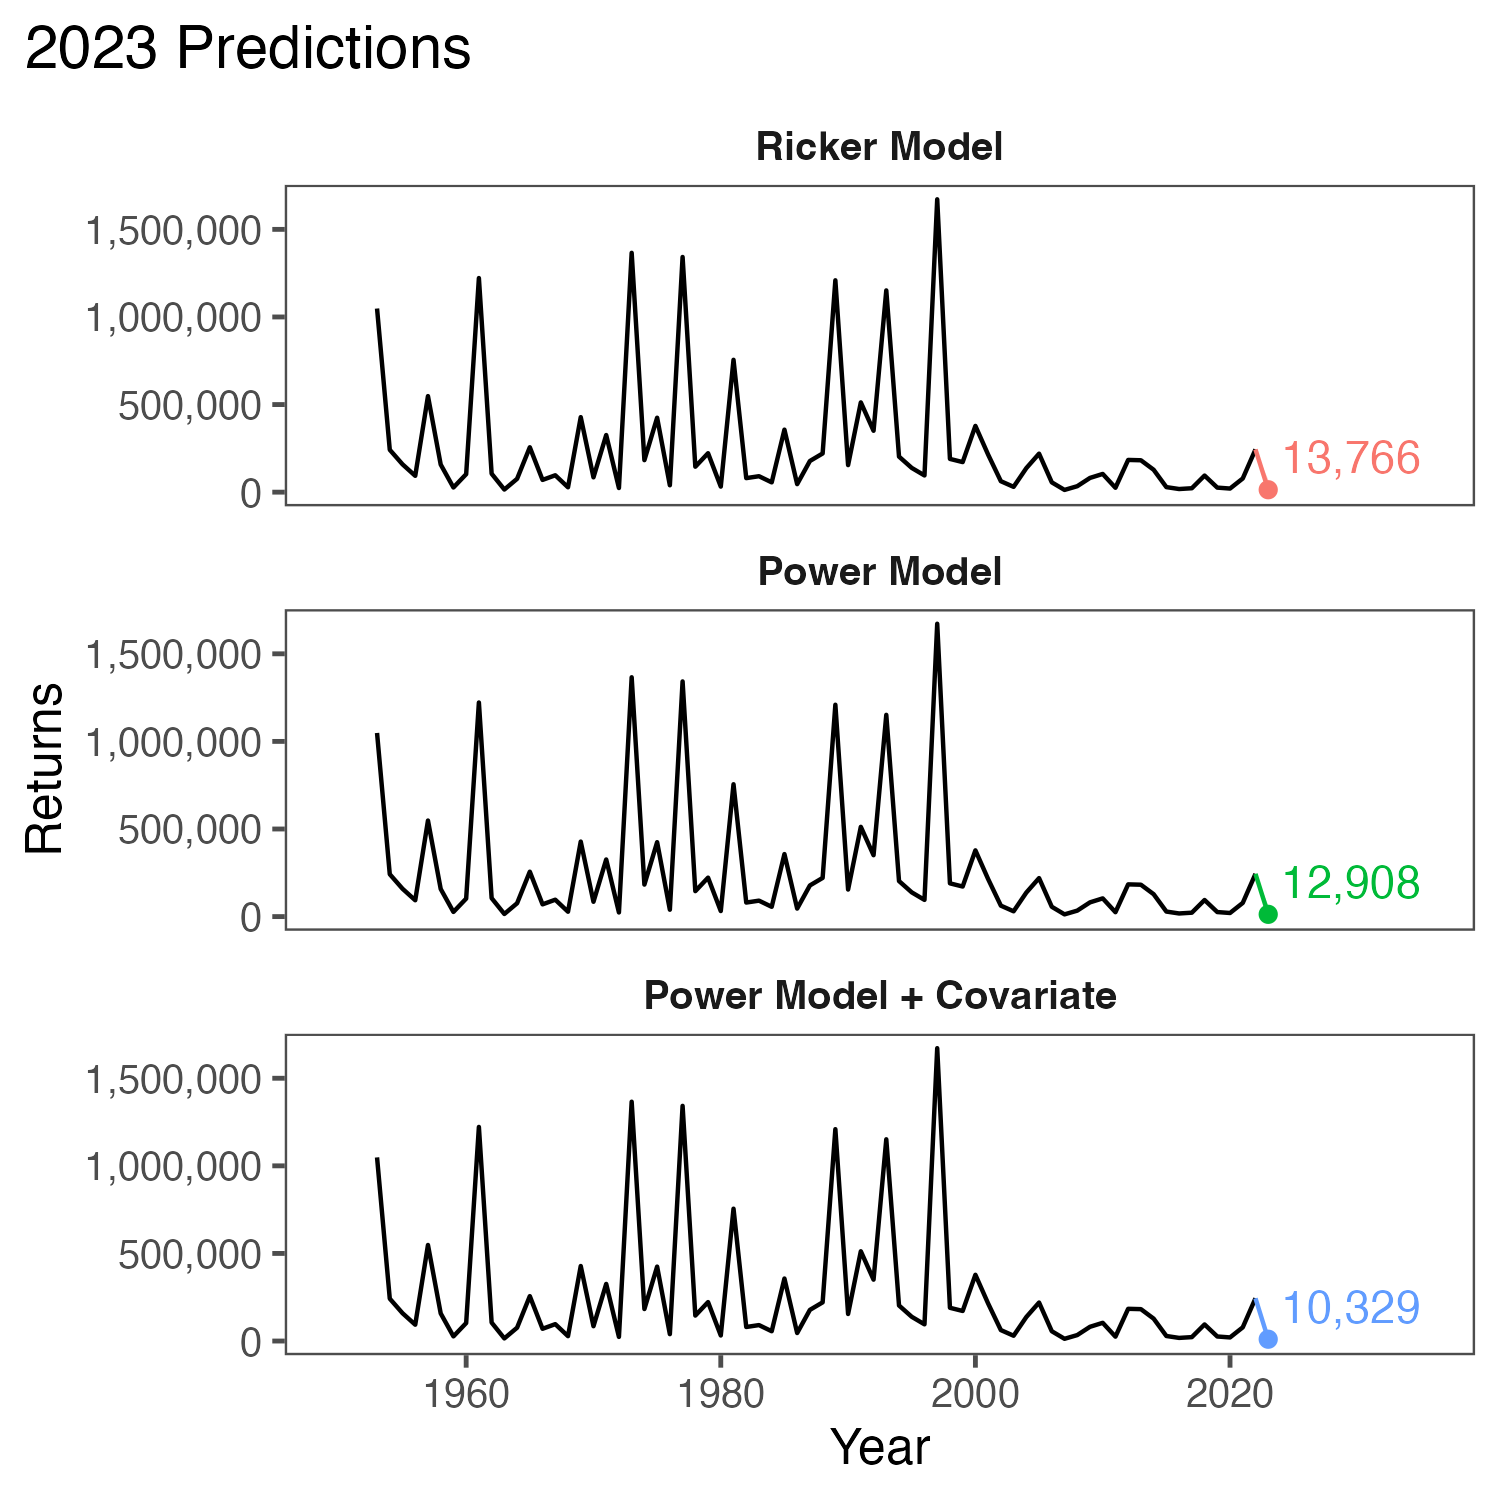 2023 Predictions
Ricker Model
1,500,000
1,000,000
500,000
0
13,766
Power Model
1,500,000
1,000,000
500,000
0
12,908
Returns
Power Model + Covariate
1,500,000
1,000,000
500,000
0
10,329
1960 1980 2000 2020
Year